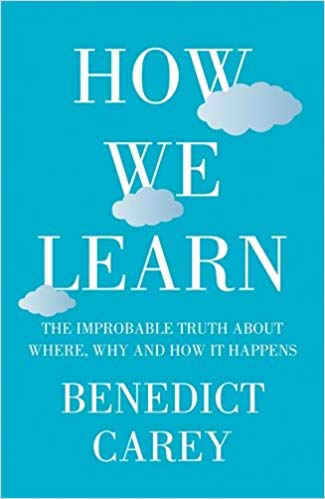 HOW
WE
LEARN
THE IMPROBABLE TRUTH ABOUT
WHERE, WHY AND HOW IT HAPPENS
BENEDICT
CAREY